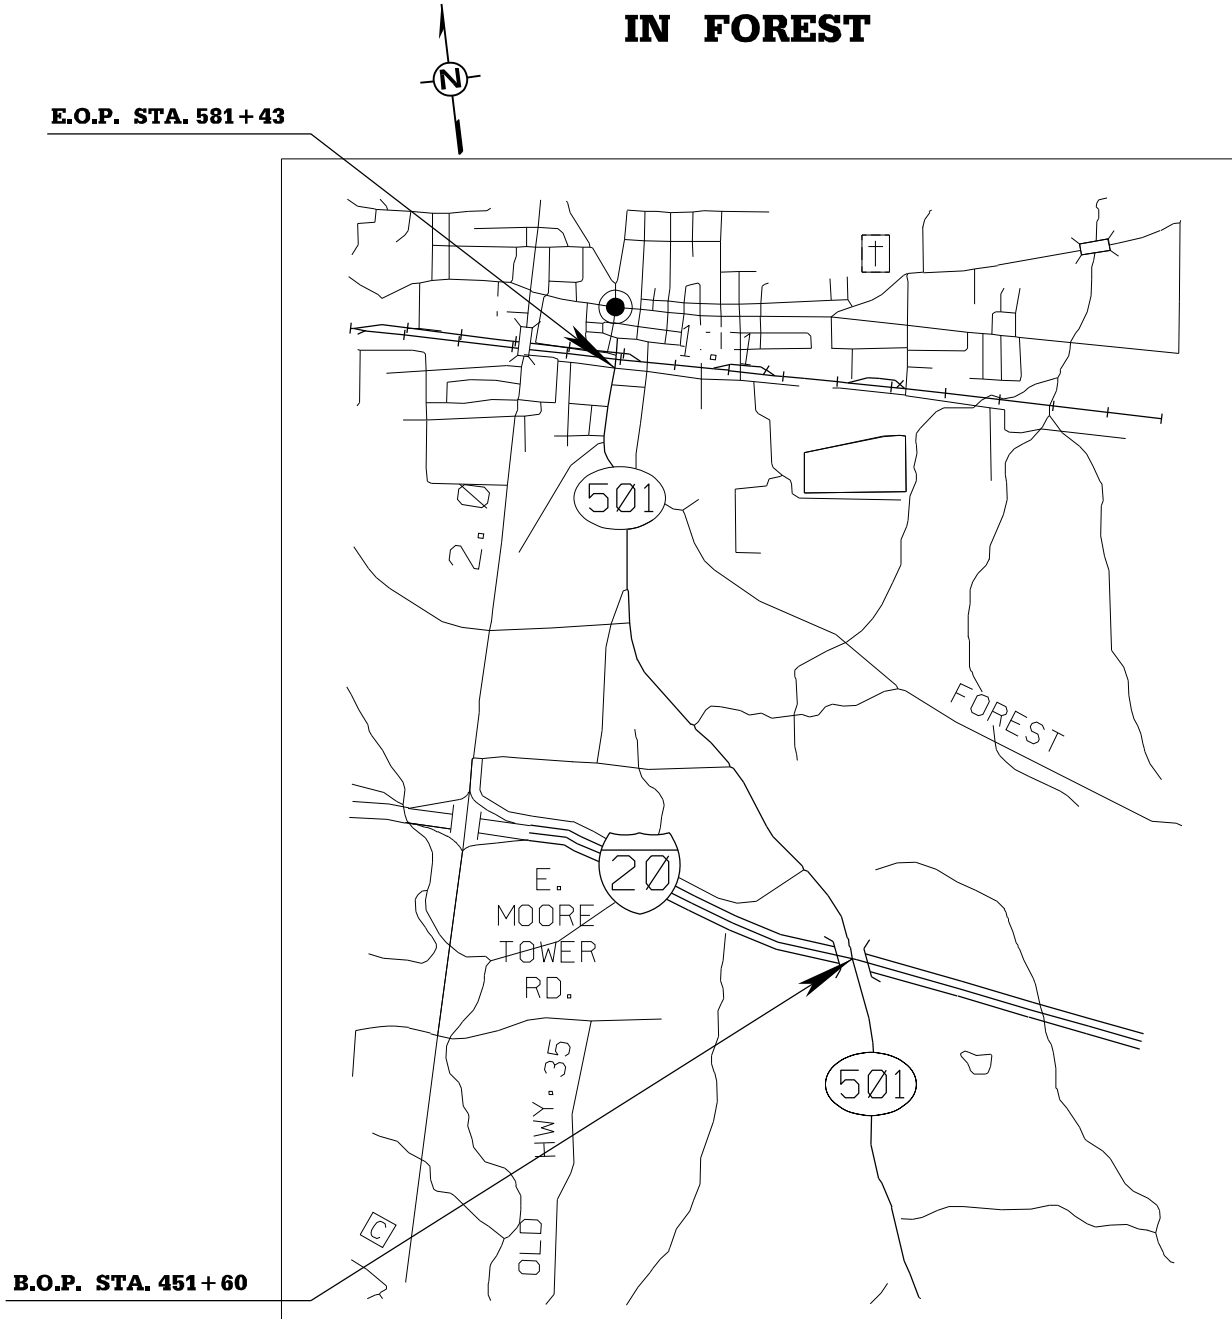 IN FOREST
N
E.O.P. STA. 581+43
501
2.0
FOREST
20
E.
MOORE
TOWER
RD.
OLD HWY. 35
501
C
B.O.P. STA. 451+60